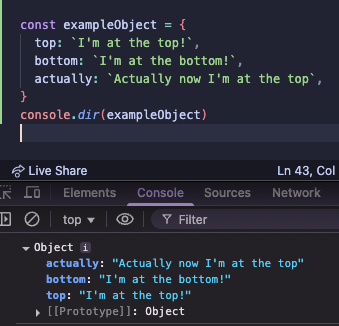 const exampleObject = {
top: `I'm at the top!`,
bottom: `I'm at the bottom!`,
actually: `Actually now I'm at the top`,
}
console.dir(exampleObject)
Live Share
Ln 43, Col
Elements Console Sources Network
top ▼ Filter
▼ Object i
actually: "Actually now I'm at the top"
bottom: "I'm at the bottom!"
top: "I'm at the top!"
▶ [[Prototype]]: Object